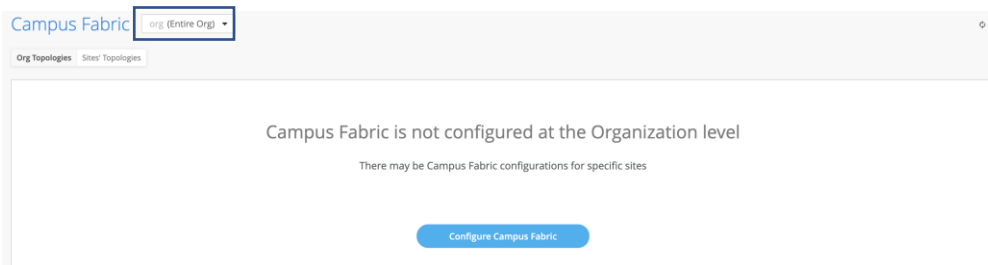 Campus Fabric org (Entire Org)
Org Topologies Sites' Topologies
Campus Fabric is not configured at the Organization level
There may be Campus Fabric configurations for specific sites
Configure Campus Fabric